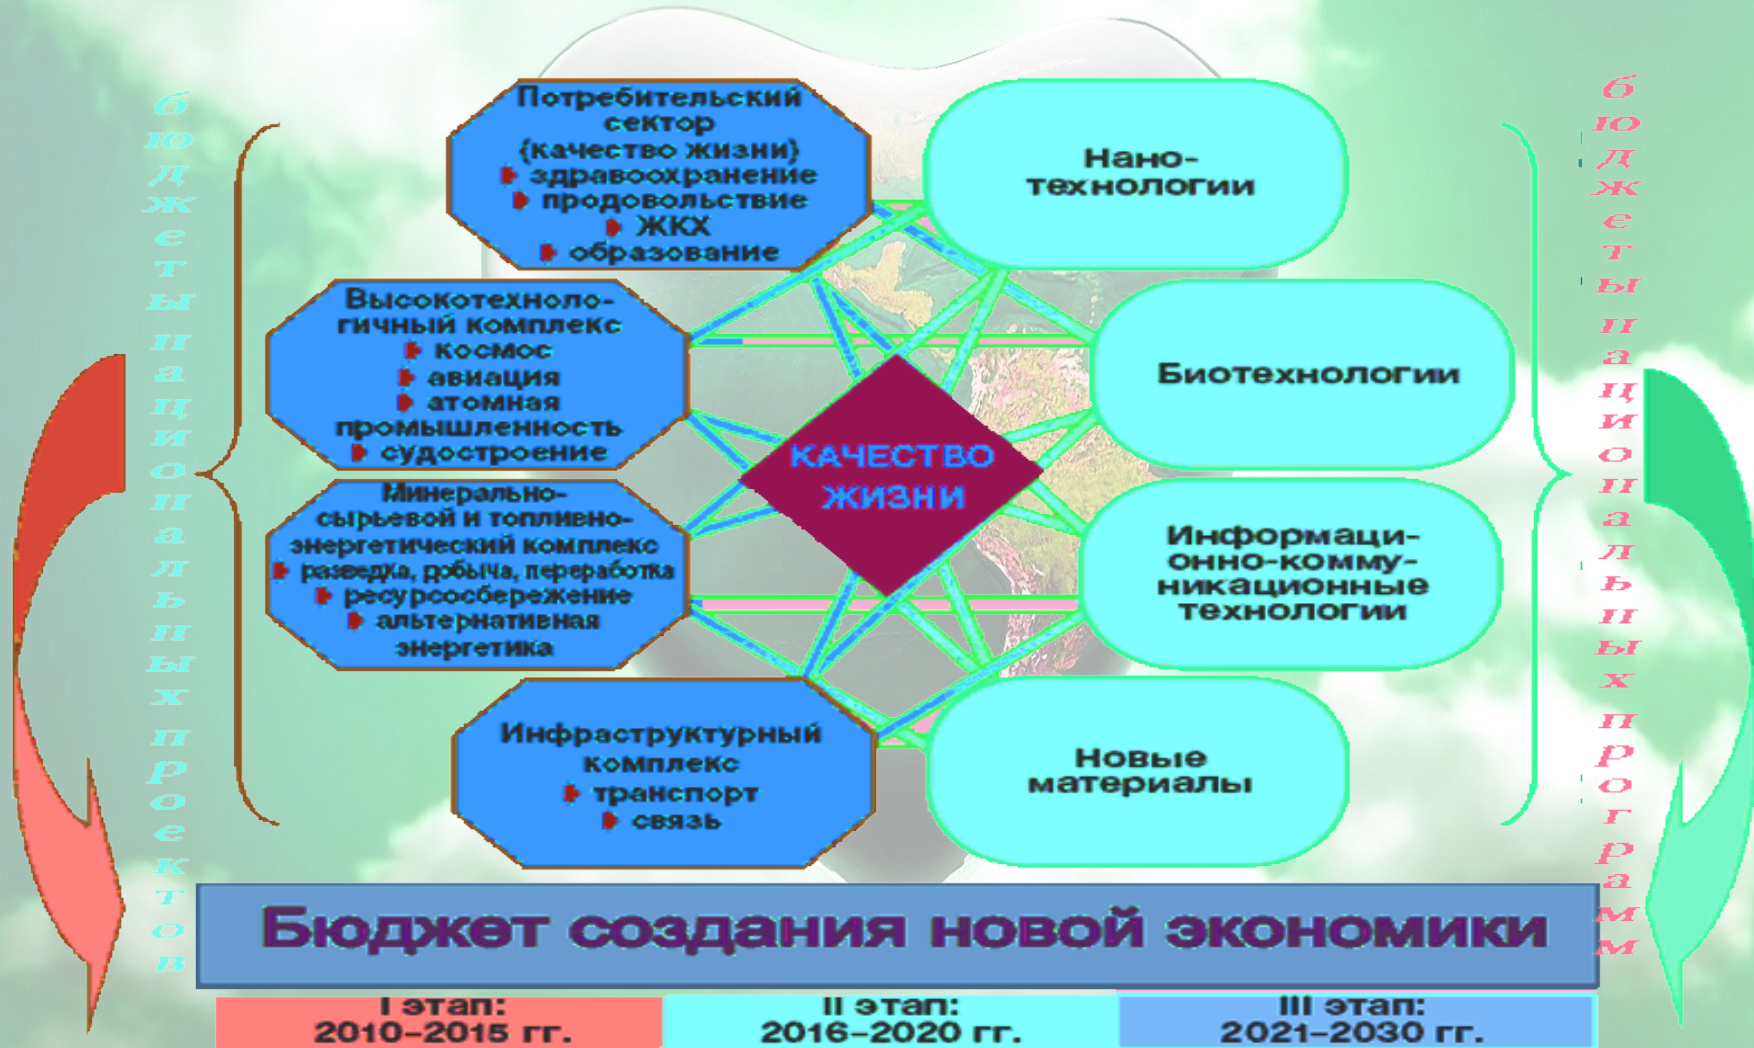 бюджеты национальных проектов
Потребительский
сектор
(качество жизни)
здравоохранение
продовольствие
ЖКХ
образование
Высокотехноло-
гичный комплекс
космос
авиация
атомная
промышленность
судостроение
Минерально-
сырьевой и топливно-
энергетический комплекс
разведка, добыча, переработка
ресурсосбережение
альтернативная
энергетика
Инфраструктурный
комплекс
транспорт
связь
КАЧЕСТВО
ЖИЗНИ
Нано-
технологии
Биотехнологии
Информаци-
онно-комму-
никационные
технологии
Новые
материалы
бюджеты национальных программ
Бюджет создания новой экономики
I этап:
2010–2015 гг.
II этап:
2016–2020 гг.
III этап:
2021–2030 гг.